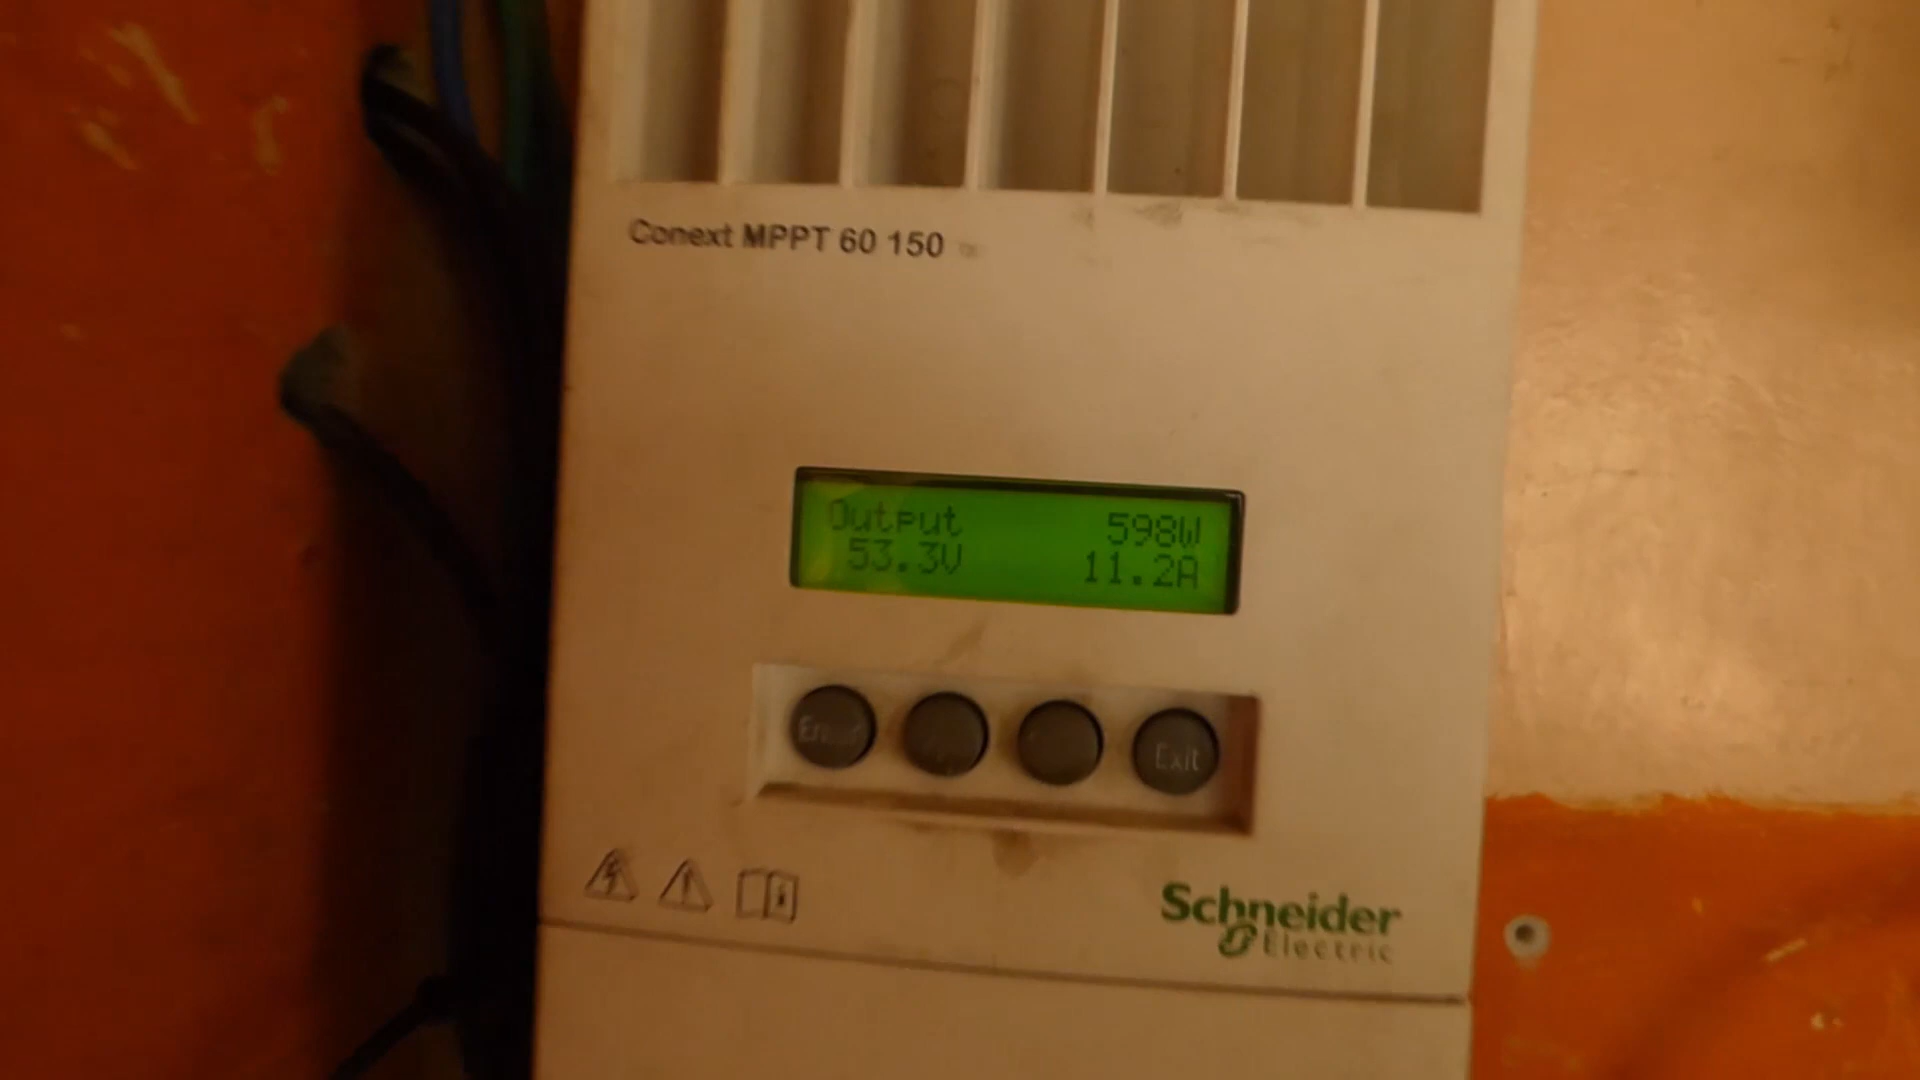 Conext MPPT 60 150
Output 598W
53.3V 11.2A
Exit
Schneider
Electric